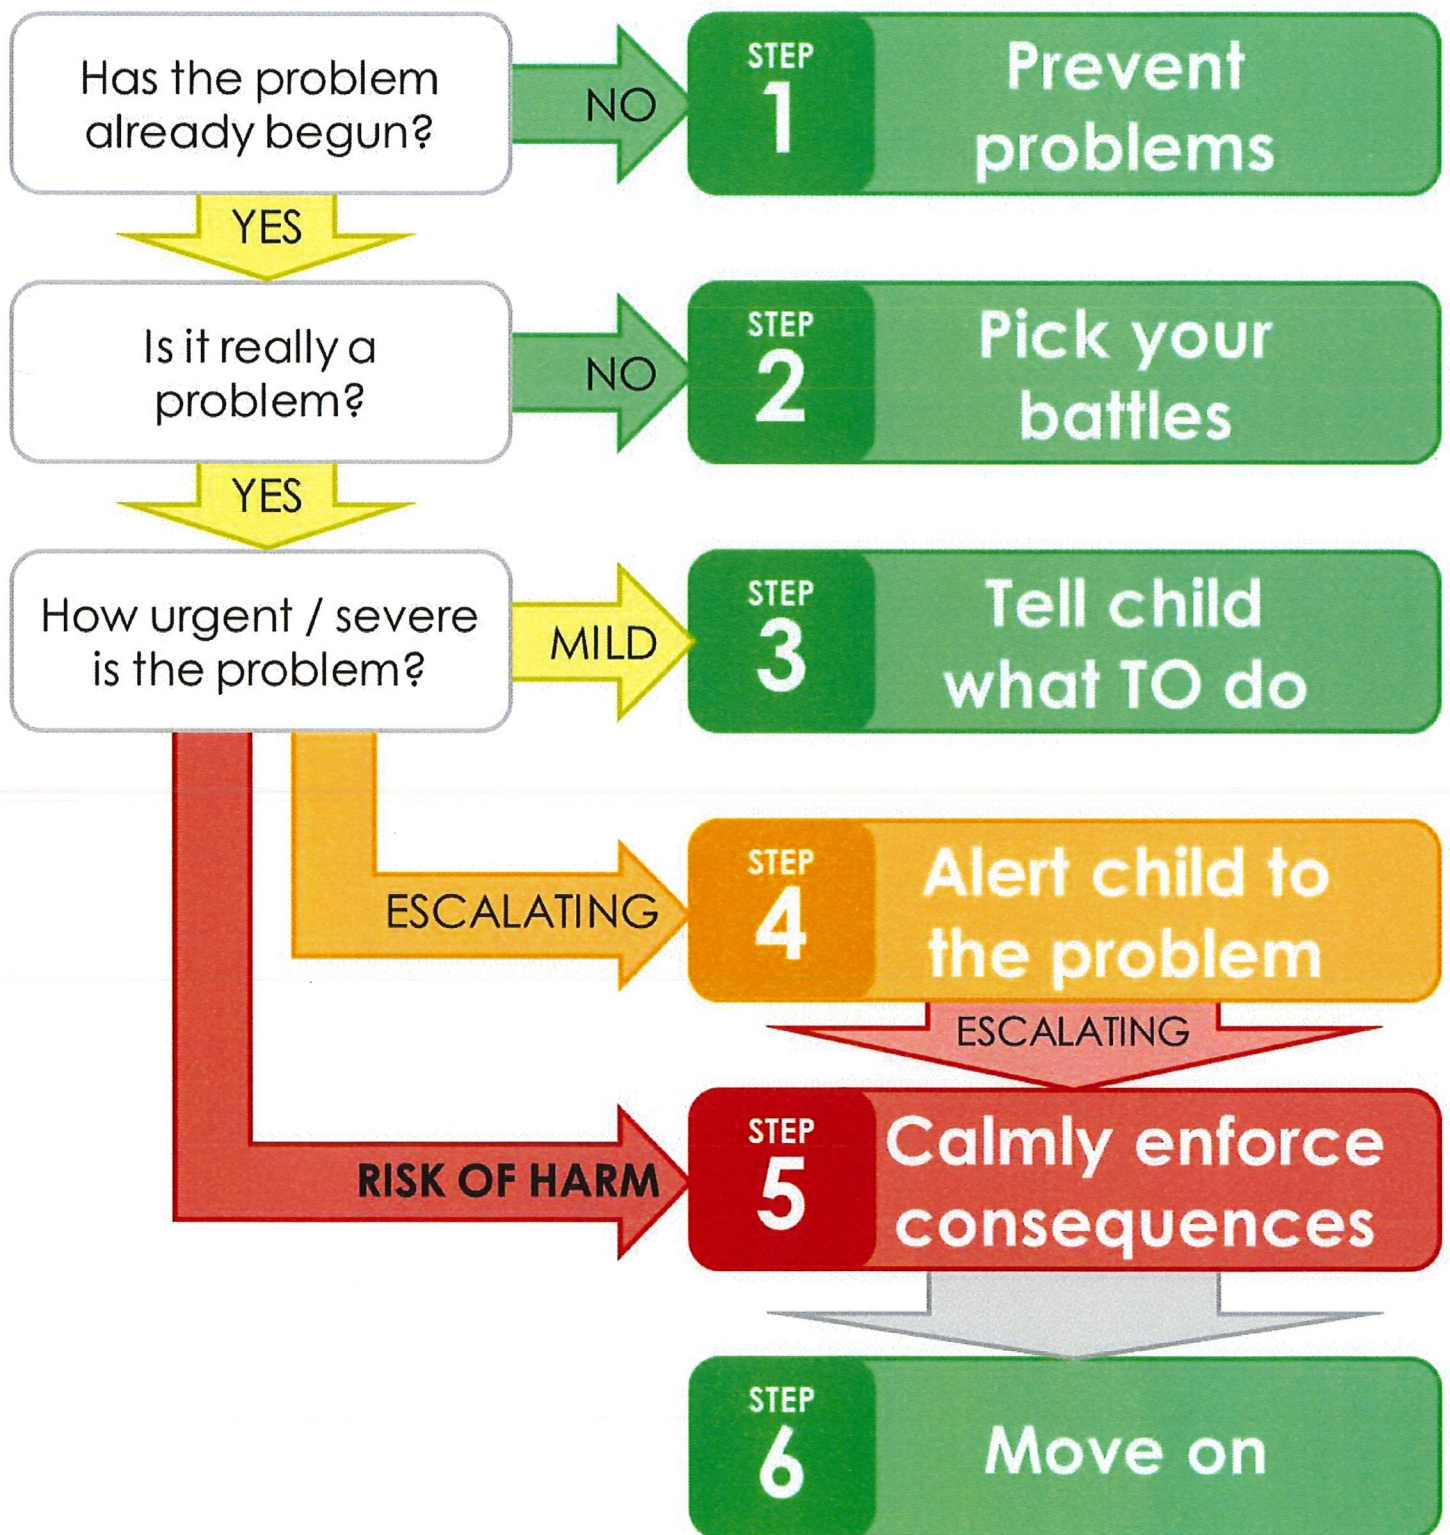 Has the problem
already begun?
NO
STEP
1
Prevent
problems
YES
Is it really a
problem?
NO
STEP
2
Pick your
battles
YES
How urgent / severe
is the problem?
MILD
STEP
3
Tell child
what TO do
ESCALATING
STEP
4
Alert child to
the problem
ESCALATING
RISK OF HARM
STEP
5
Calmly enforce
consequences
STEP
6
Move on